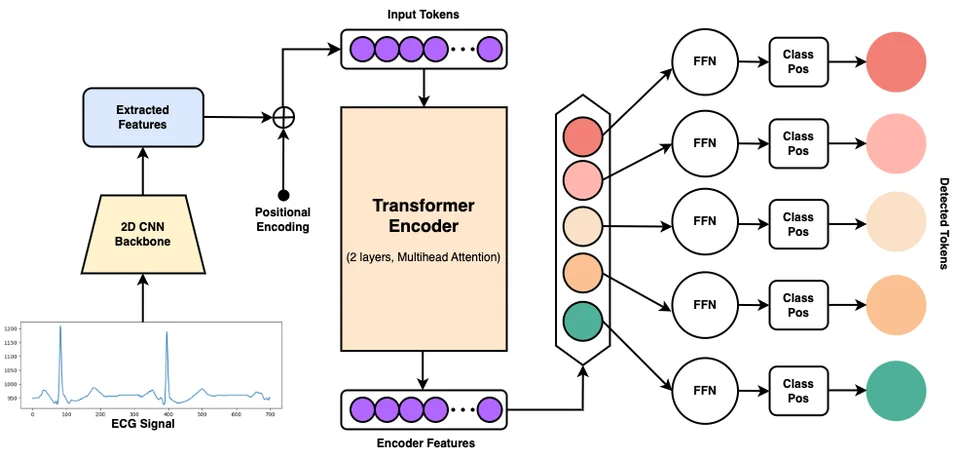 Input Tokens
Extracted
Features
2D CNN
Backbone
Positional
Encoding
1200
1150
1100
1050
1000
950
0
100
200
300
400
500
600
700
ECG Signal
Transformer
Encoder
(2 layers, Multihead Attention)
Encoder Features
FFN
Class
Pos
FFN
Class
Pos
FFN
Class
Pos
FFN
Class
Pos
FFN
Class
Pos
Detected Tokens